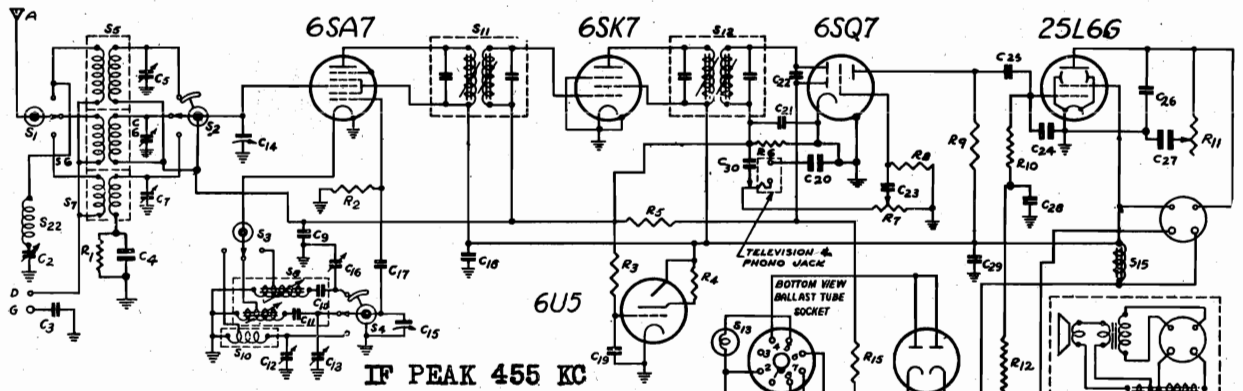 A
S5
6SA7
S11
6SK7
S12
6SQ7
25L6G
C5
C22
C25
C26
S1
S6
C6
S2
C14
C21
R6
C30
C20
R8
C23
R7
R9
R10
C24
C27
R11
S7
C7
R2
S22
C2
R1
C4
S3
C9
C16
C17
C18
R5
R3
R4
TELEVISION &
PHONO JACK
C28
C29
S15
D
G
C3
S10
C11
C12
C13
S4
C15
6U5
C19
BOTTOM VIEW
BALLAST TUBE
SOCKET
S13
R15
R12
IF PEAK 455 KC